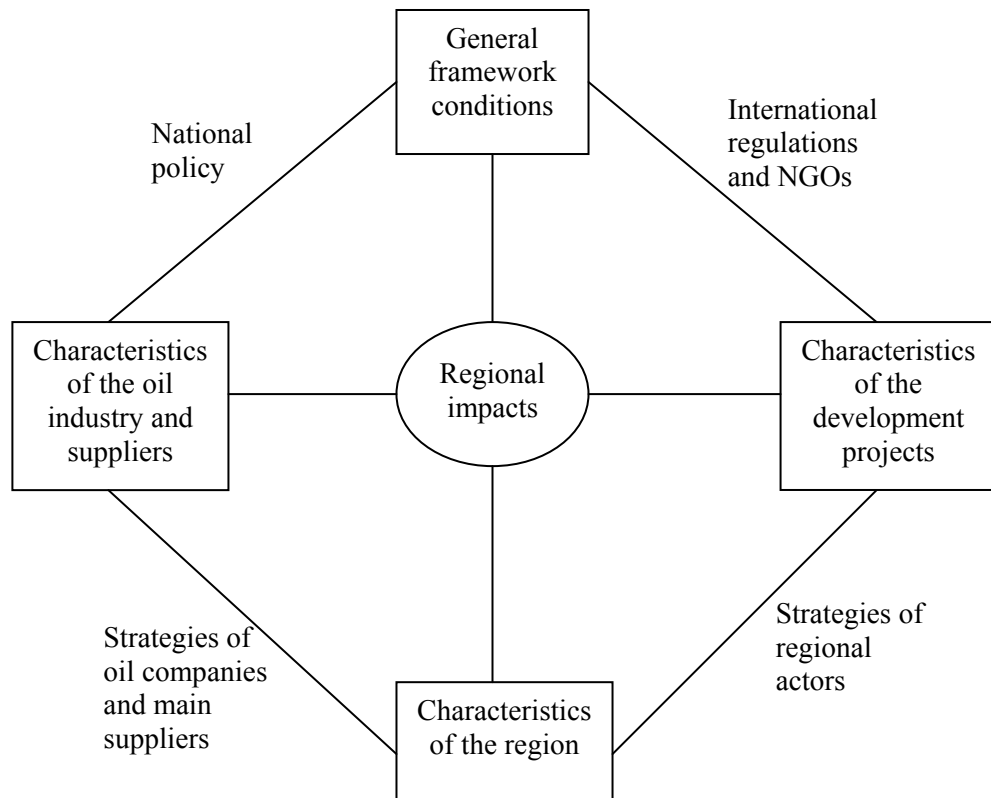 General
framework
conditions
National
policy
International
regulations
and NGOs
Characteristics
of the oil
industry and
suppliers
Regional
impacts
Characteristics
of the
development
projects
Strategies of
oil companies
and main
suppliers
Strategies of
regional
actors
Characteristics
of the region